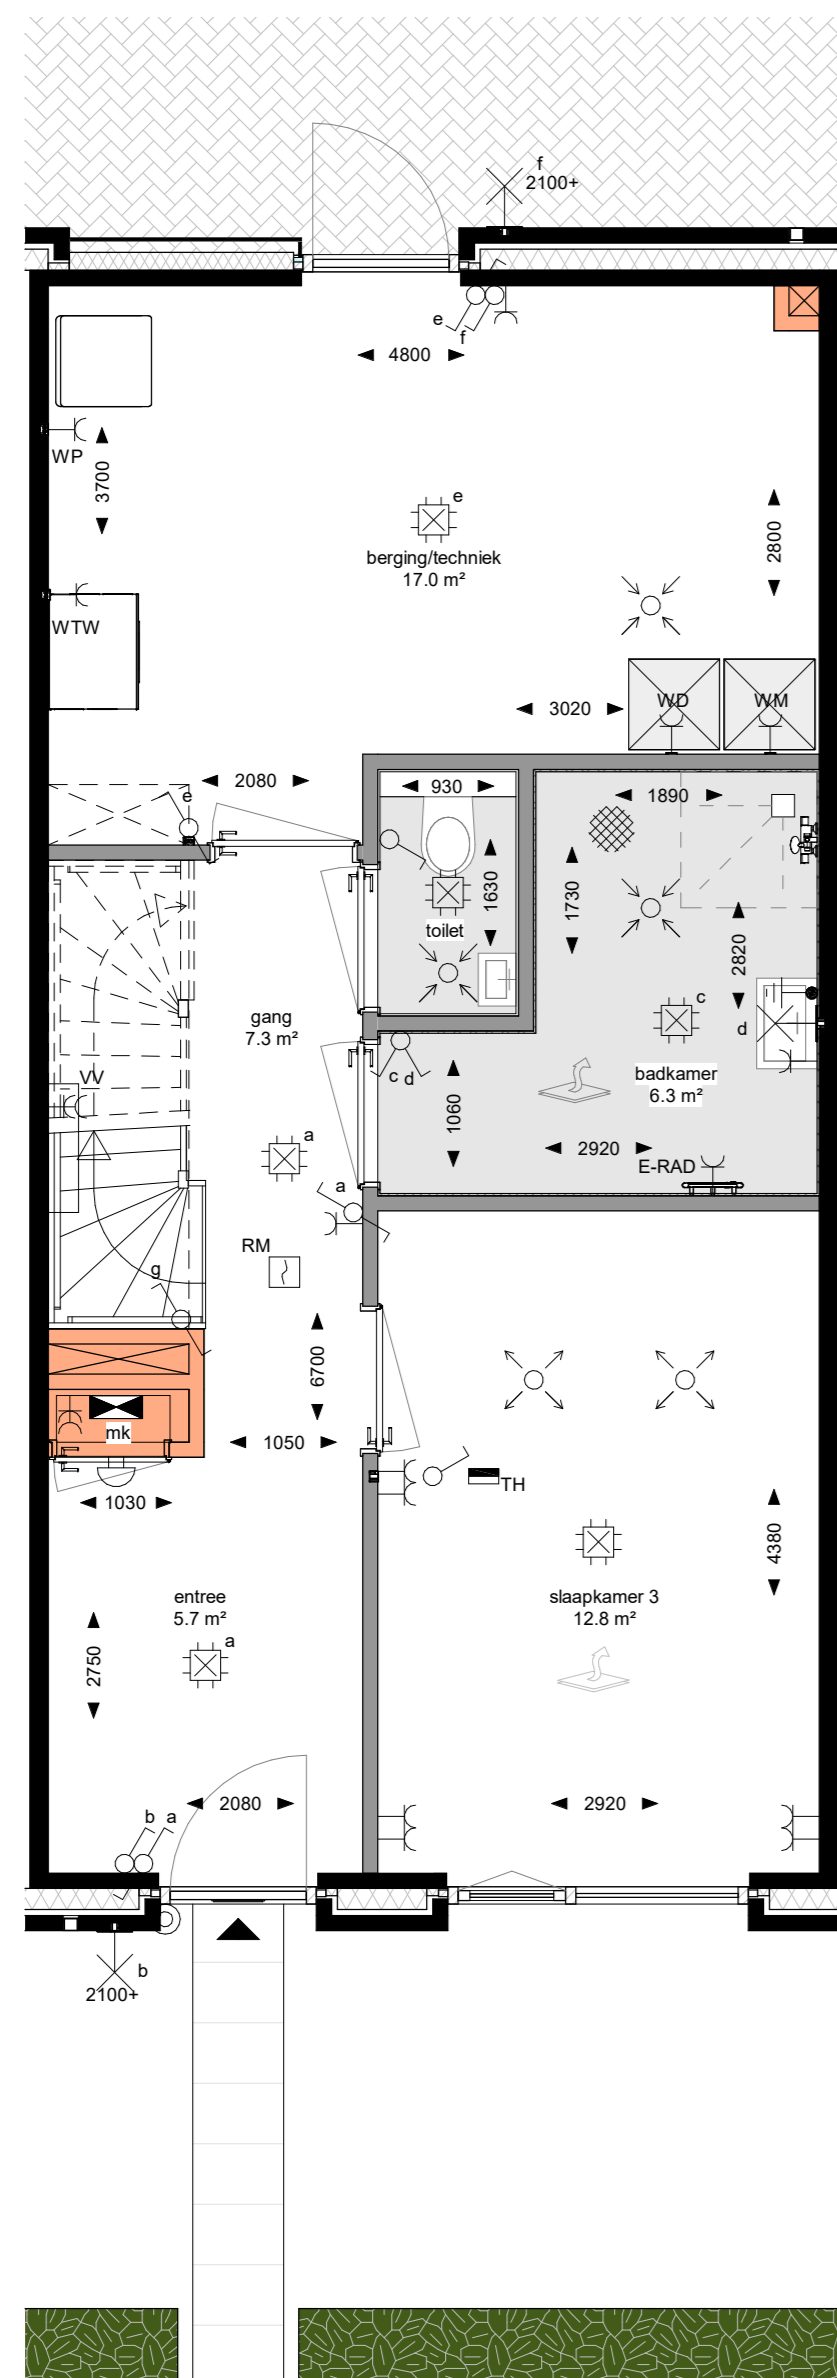 f
2100+
e
f
4800
WP
3700
e
berging/techniek
17.0 m²
2800
WTW
WD
WM
3020
2080
930
1890
e
1630
1730
toilet
2820
gang
7.3 m²
c
d
VV
c d
1060
badkamer
6.3 m²
a
2920
E-RAD
a
RM
g
6700
mk
1050
1030
TH
4380
entree
5.7 m²
slaapkamer 3
12.8 m²
a
2750
b a
2080
2920
b
2100+